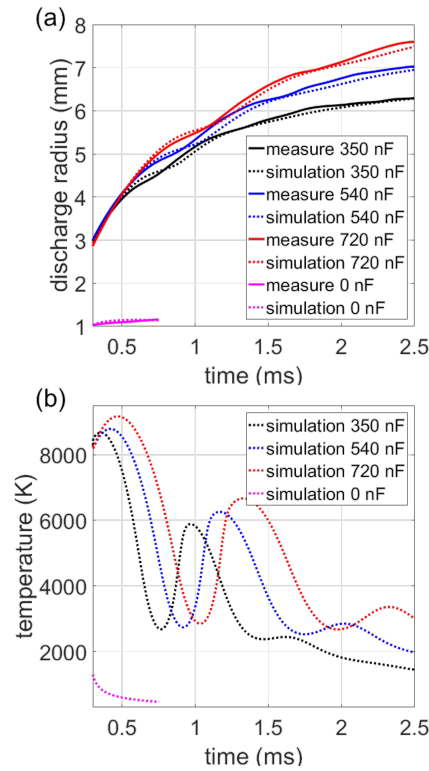 (a)
8
7
6
5
4
3
2
1
discharge radius (mm)
measure 350 nF
simulation 350 nF
measure 540 nF
simulation 540 nF
measure 720 nF
simulation 720 nF
measure 0 nF
simulation 0 nF
0.5 1 1.5 2 2.5
time (ms)
(b)
8000
6000
4000
2000
temperature (K)
simulation 350 nF
simulation 540 nF
simulation 720 nF
simulation 0 nF
0.5 1 1.5 2 2.5
time (ms)